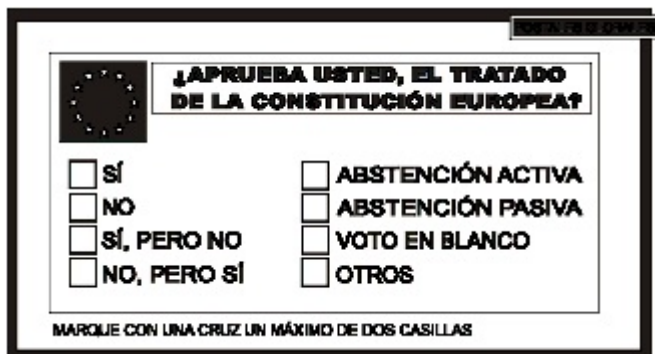 ¿APRUEBA USTED, EL TRATADO
DE LA CONSTITUCIÓN EUROPEA?
SÍ
NO
SÍ, PERO NO
NO, PERO SÍ
ABSTENCIÓN ACTIVA
ABSTENCIÓN PASIVA
VOTO EN BLANCO
OTROS
MARQUE CON UNA CRUZ UN MÁXIMO DE DOS CASILLAS